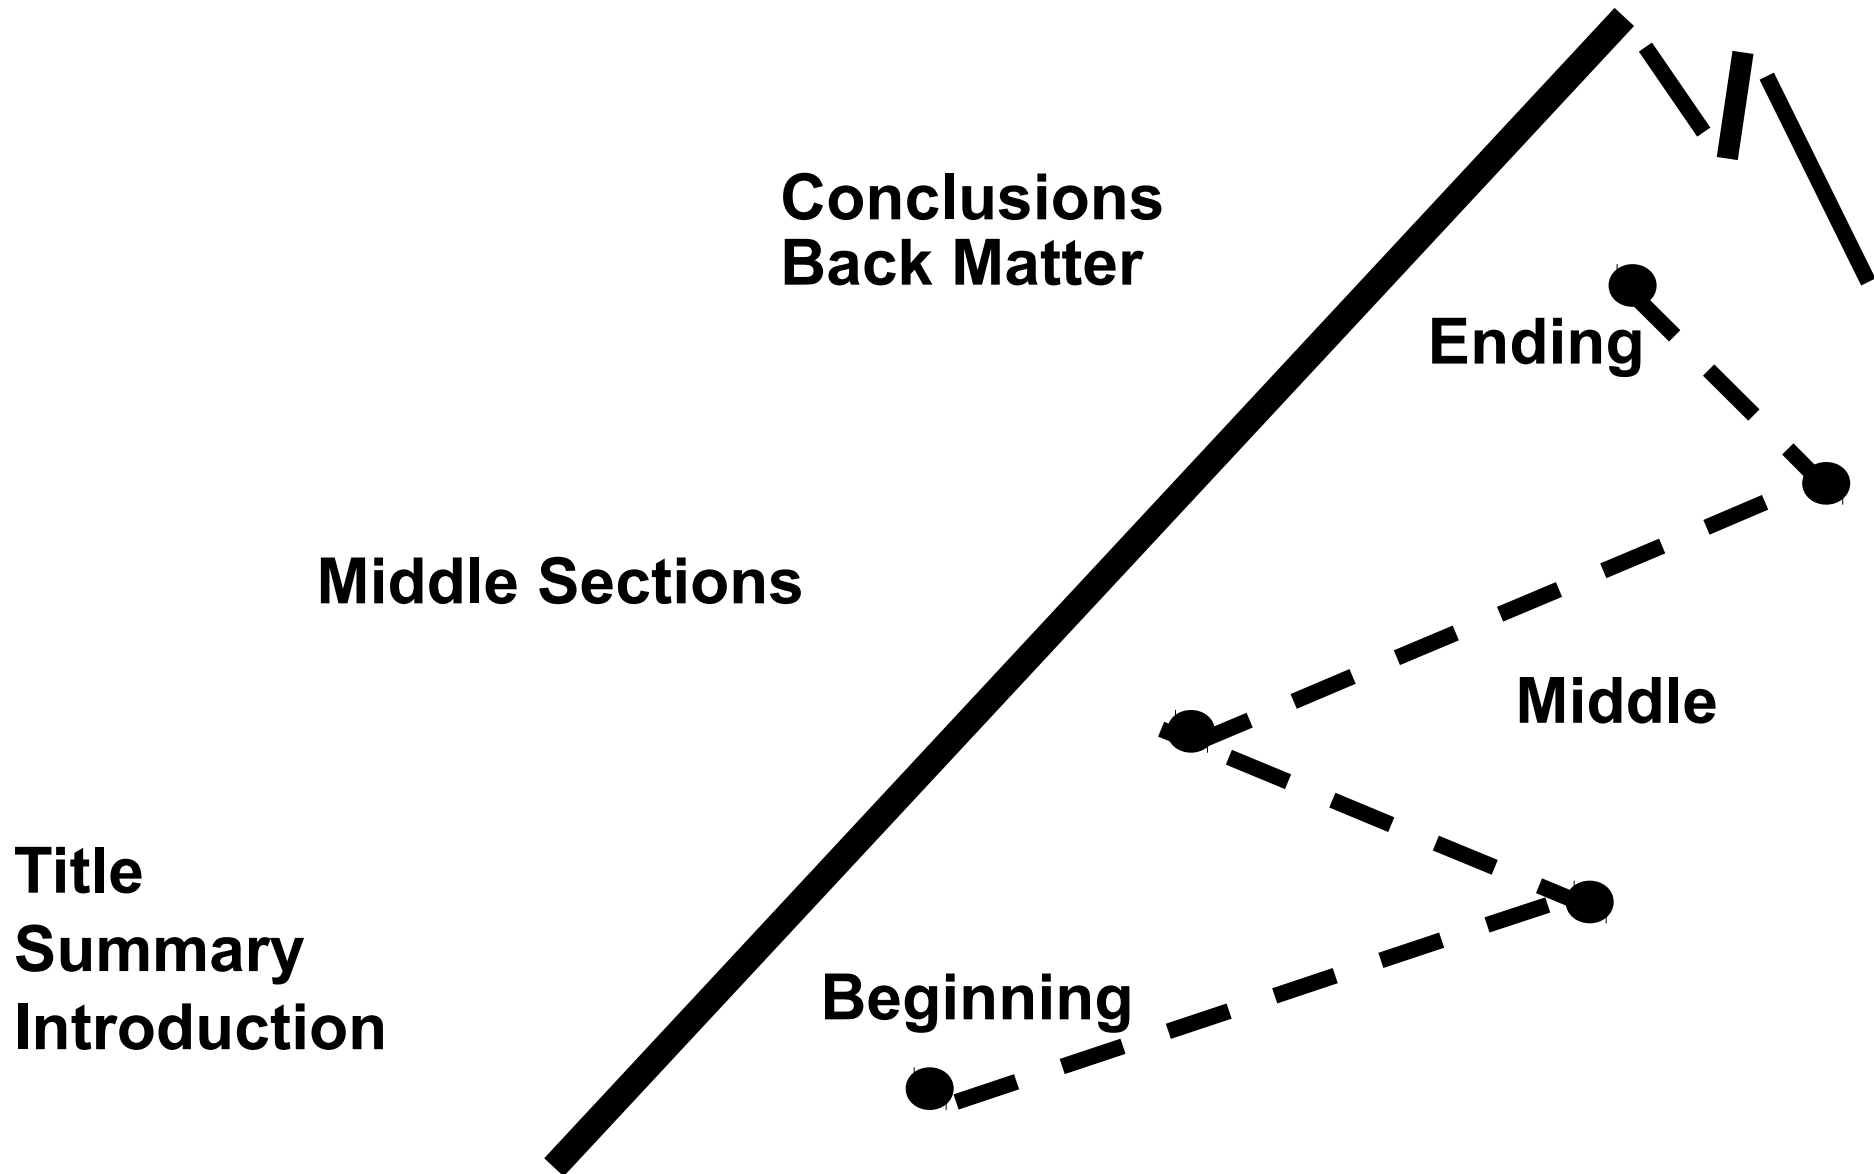 Conclusions
Back Matter
Ending
Middle Sections
Middle
Title
Summary
Introduction
Beginning